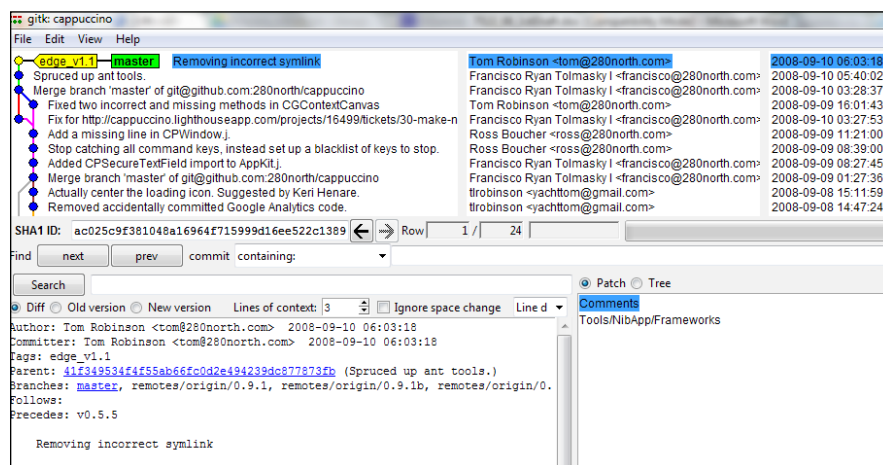 gitk: cappuccino
File Edit View Help
edge_v1.1 master Removing incorrect symlink Tom Robinson <tom@280north.com> 2008-09-10 06:03:18
Spruced up ant tools. Francisco Ryan Tolmasky I <francisco@280north.com> 2008-09-10 05:40:02
Merge branch 'master' of git@github.com:280north/cappuccino Francisco Ryan Tolmasky I <francisco@280north.com> 2008-09-10 03:28:37
Fixed two incorrect and missing methods in CGContextCanvas Tom Robinson <tom@280north.com> 2008-09-09 16:01:43
Fix for http://cappuccino.lighthouseapp.com/projects/16499/tickets/30-make-n Francisco Ryan Tolmasky I <francisco@280north.com> 2008-09-10 03:27:53
Add a missing line in CPWindow.j. Ross Boucher <ross@280north.com> 2008-09-09 11:21:00
Stop catching all command keys, instead set up a blacklist of keys to stop. Ross Boucher <ross@280north.com> 2008-09-09 08:39:00
Added CPSecureTextField import to AppKit.j. Francisco Ryan Tolmasky I <francisco@280north.com> 2008-09-09 08:27:45
Merge branch 'master' of git@github.com:280north/cappuccino Francisco Ryan Tolmasky I <francisco@280north.com> 2008-09-09 01:27:36
Actually center the loading icon. Suggested by Keri Henare. tlrobinson <yachttom@gmail.com> 2008-09-08 15:11:59
Removed accidentally committed Google Analytics code. tlrobinson <yachttom@gmail.com> 2008-09-08 14:47:24
SHA1 ID: ac025c9f381048a16964f715999d16ee522c1389 Row 1 / 24
Find next prev commit containing:
Search Patch Tree
Diff Old version New version Lines of context: 3 Ignore space change Line d Comments
Tools/NibApp/Frameworks
Author: Tom Robinson <tom@280north.com> 2008-09-10 06:03:18
Committer: Tom Robinson <tom@280north.com> 2008-09-10 06:03:18
Tags: edge_v1.1
Parent: 41f349534f4f55ab66fc0d2e494239dc877873fb (Spruced up ant tools.)
Branches: master, remotes/origin/0.9.1, remotes/origin/0.9.1b, remotes/origin/0.
Follows:
Precedes: v0.5.5
Removing incorrect symlink